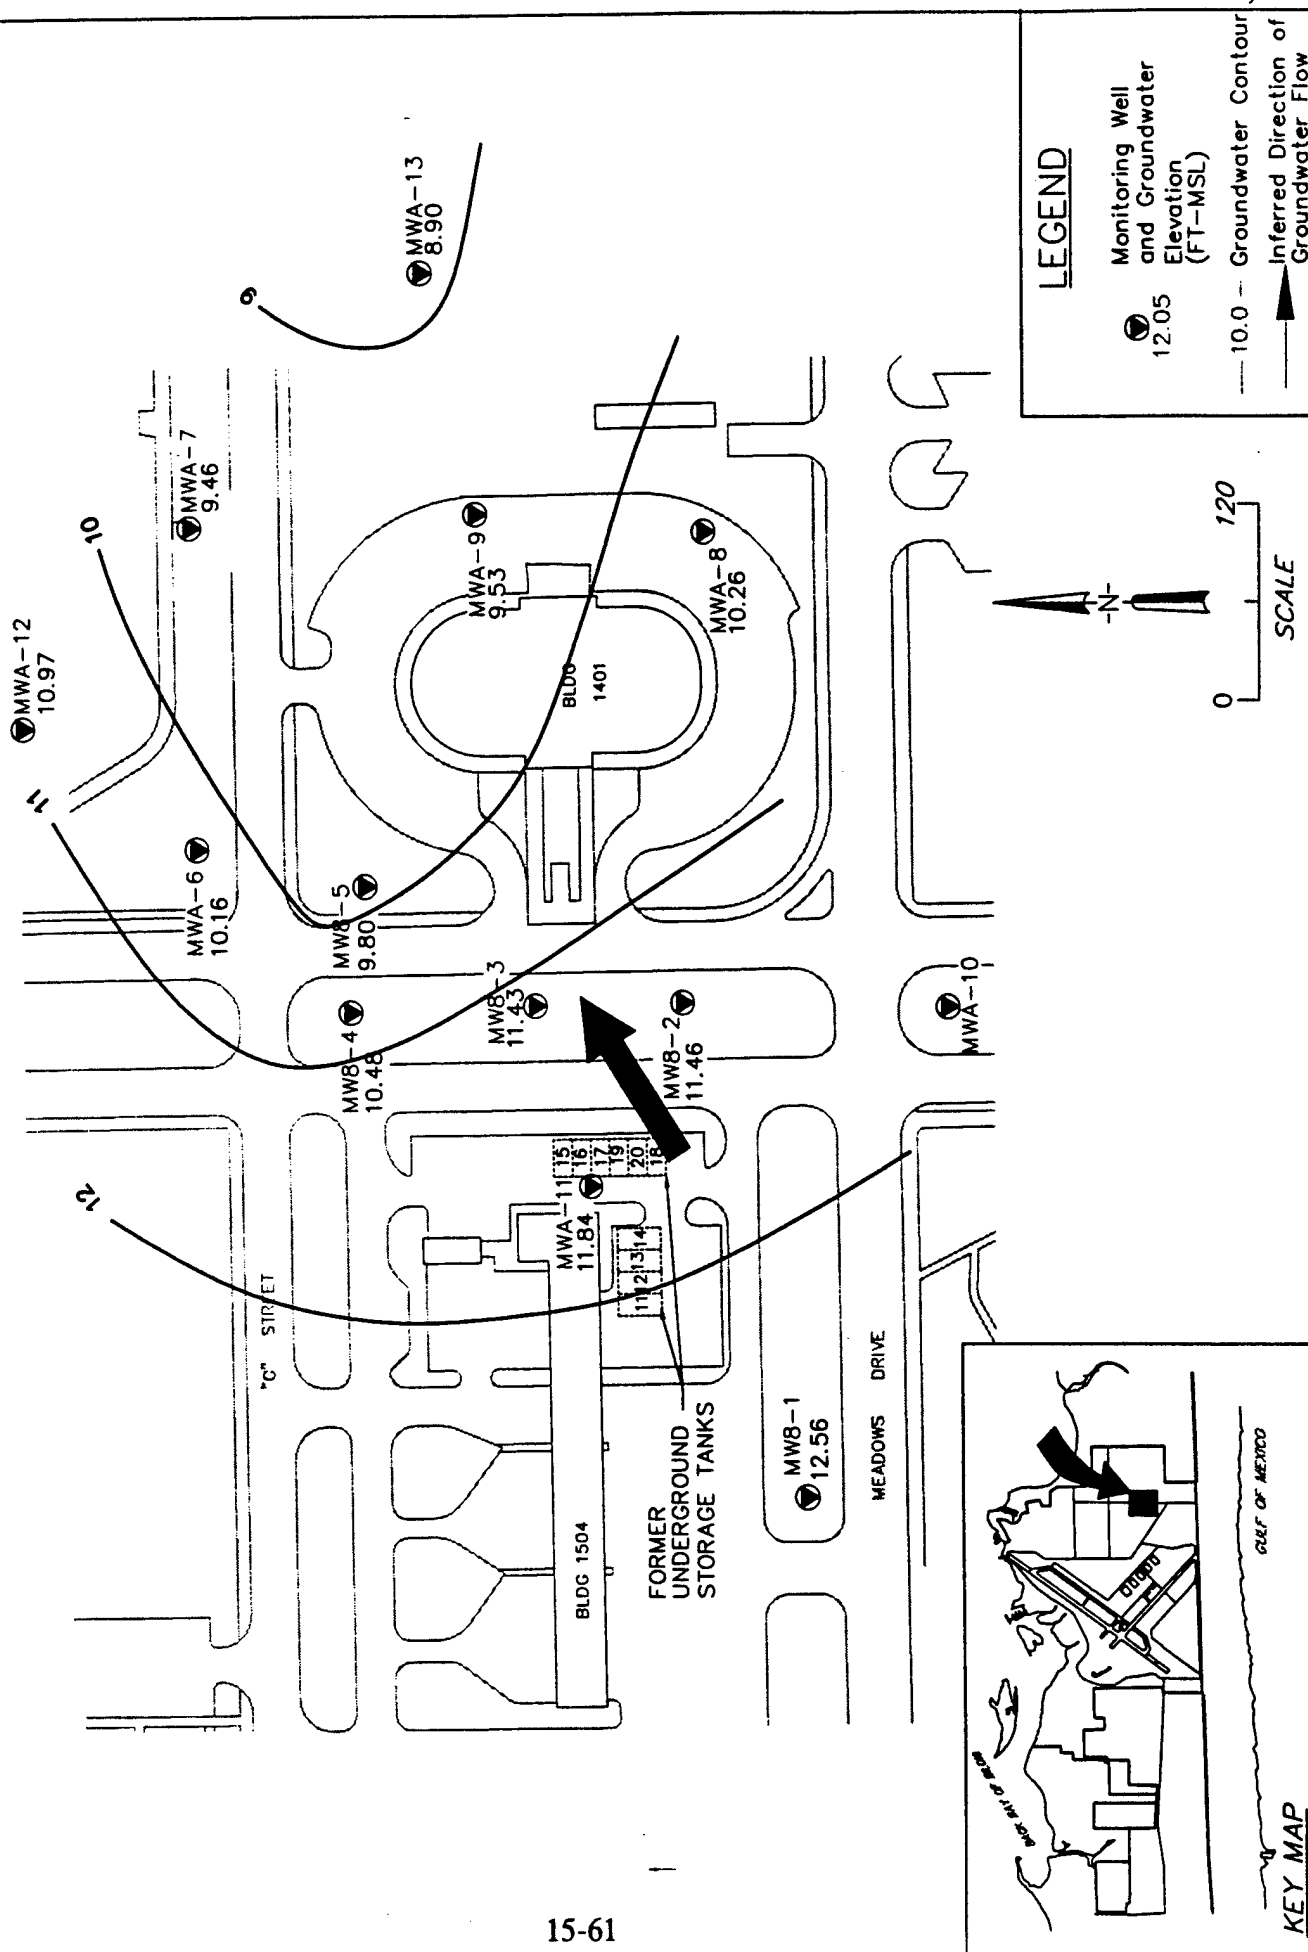 MWA-12
10.97
11
10
MWA-7
9.46
9
MWA-13
8.90
MWA-6
10.16
MW8-5
9.80
MWA-9
9.53
BLDG
1401
MWA-8
10.26
MW8-4
10.48
MW8-3
11.43
MW8-2
11.46
MWA-10
12
"C" STREET
MWA-11
11.84
15
16
17
19
20
18
11
12
13
14
BLDG 1504
FORMER
UNDERGROUND
STORAGE TANKS
MW8-1
12.56
MEADOWS DRIVE
LEGEND
12.05
Monitoring Well
and Groundwater
Elevation
(FT-MSL)
10.0 Groundwater Contour
Inferred Direction of
Groundwater Flow
-N-
0 120
SCALE
BACK BAY OF BILOXI
GULF OF MEXICO
KEY MAP
15-61